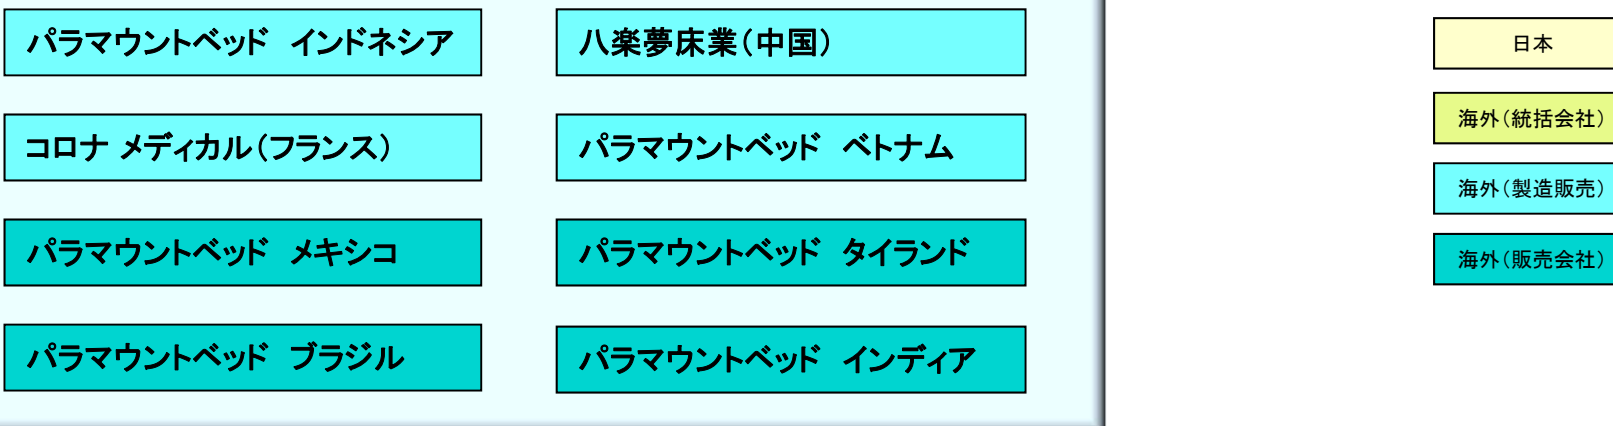 パラマウントベッド　インドネシア
八楽夢床業（中国）
コロナ メディカル（フランス）
パラマウントベッド　ベトナム
パラマウントベッド　メキシコ
パラマウントベッド　タイランド
パラマウントベッド　ブラジル
パラマウントベッド　インディア
日本
海外（統括会社）
海外（製造販売）
海外（販売会社）